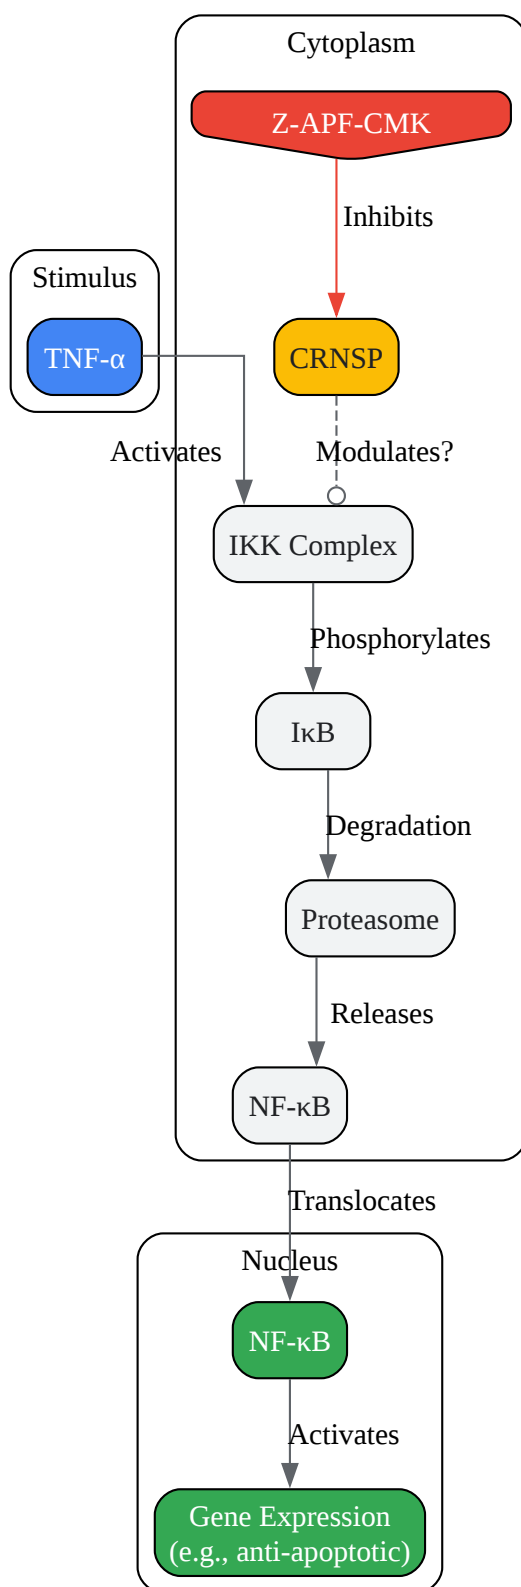 Cytoplasm
Z-APF-CMK
Inhibits
Stimulus
TNF-α
CRNSP
Activates
Modulates?
IKK Complex
Phosphorylates
IκB
Degradation
Proteasome
Releases
NF-κB
Translocates
Nucleus
NF-κB
Activates
Gene Expression
(e.g., anti-apoptotic)